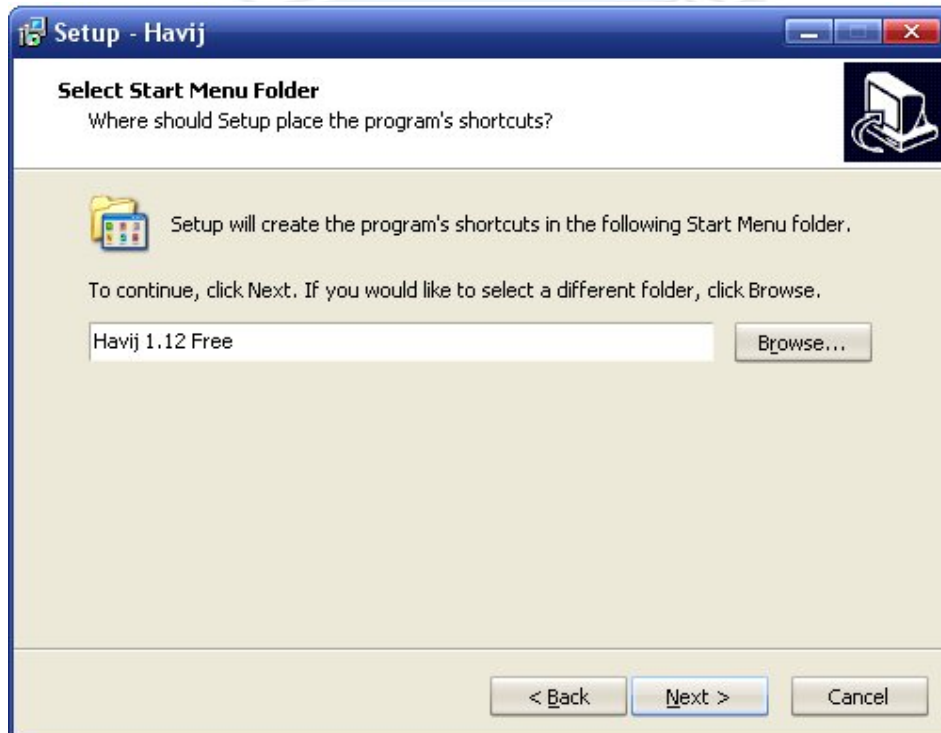 Setup - Havij
Select Start Menu Folder
Where should Setup place the program's shortcuts?
Setup will create the program's shortcuts in the following Start Menu folder.
To continue, click Next. If you would like to select a different folder, click Browse.
Havij 1.12 Free
Browse...
< Back
Next >
Cancel